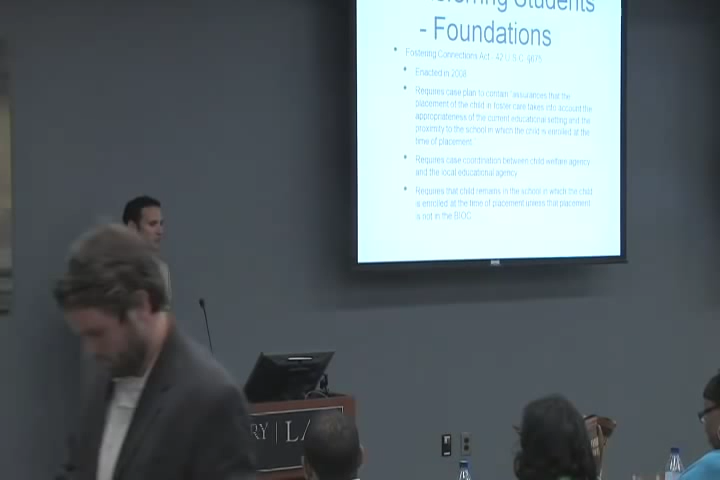 Students
- Foundations
• Fostering Connections Act - 42 U.S.C. §675
• Enacted in 2008
• Requires case plan to contain "assurances that the
placement of the child in foster care takes into account the
appropriateness of the current educational setting and the
proximity to the school in which the child is enrolled at the
time of placement.
• Requires case coordination between child welfare agency
and the local educational agency
• Requires that child remains in the school in which the child
is enrolled at the time of placement unless that placement
is not in the BIOC
RY | LA